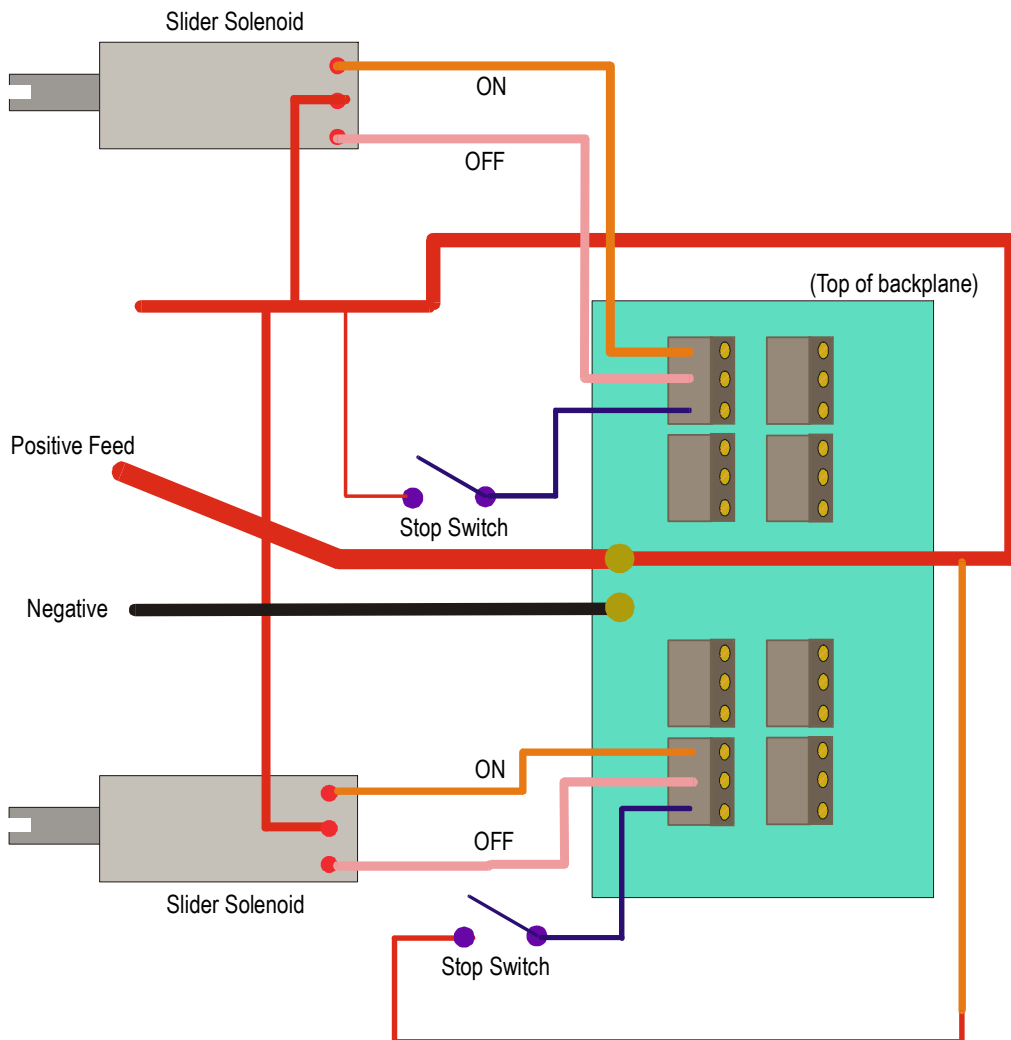 Slider Solenoid
ON
OFF
(Top of backplane)
Positive Feed
Stop Switch
Negative
ON
OFF
Slider Solenoid
Stop Switch